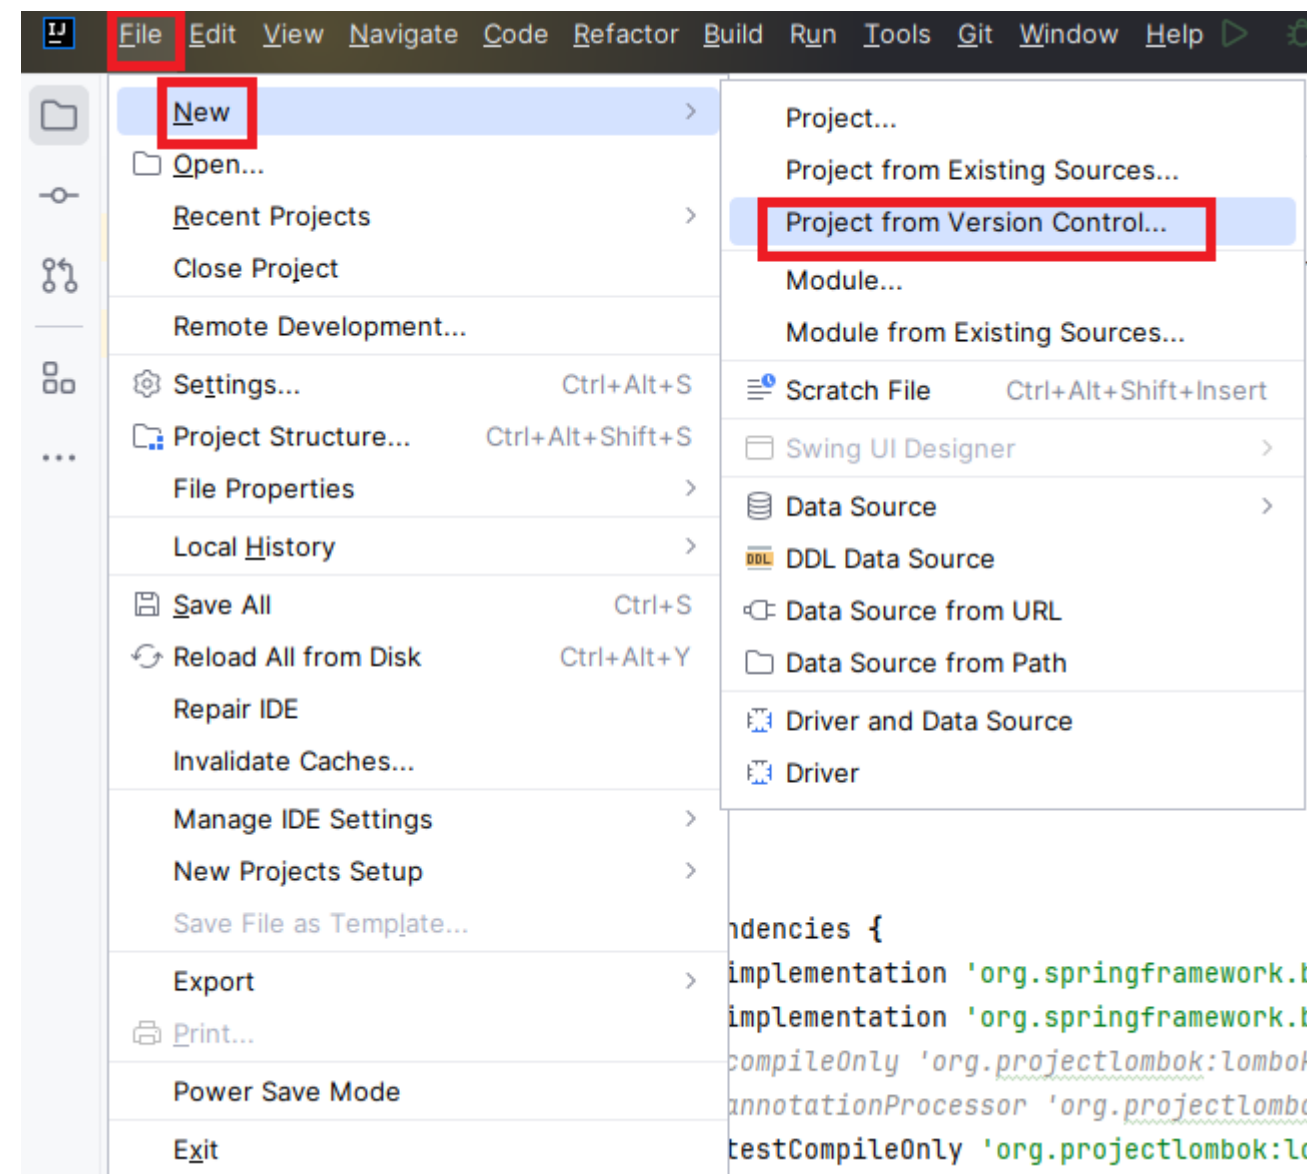 IJ File Edit View Navigate Code Refactor Build Run Tools Git Window Help
New
Open...
Recent Projects
Close Project
Remote Development...
Settings... Ctrl+Alt+S
Project Structure... Ctrl+Alt+Shift+S
File Properties
Local History
Save All Ctrl+S
Reload All from Disk Ctrl+Alt+Y
Repair IDE
Invalidate Caches...
Manage IDE Settings
New Projects Setup
Save File as Template...
Export
Print...
Power Save Mode
Exit
Project...
Project from Existing Sources...
Project from Version Control...
Module...
Module from Existing Sources...
Scratch File Ctrl+Alt+Shift+Insert
Swing UI Designer
Data Source
DDL DDL Data Source
Data Source from URL
Data Source from Path
Driver and Data Source
Driver
ndencies {
implementation 'org.springframework.b
implementation 'org.springframework.b
compileOnly 'org.projectlombok:lombok
annotationProcessor 'org.projectlombo
testCompileOnly 'org.projectlombok:lo